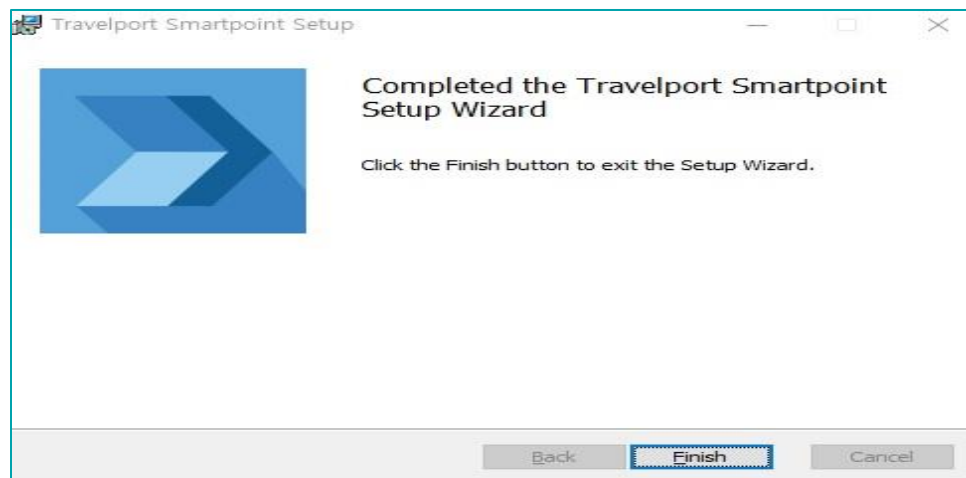 Travelport Smartpoint Setup
Completed the Travelport Smartpoint
Setup Wizard
Click the Finish button to exit the Setup Wizard.
Back Finish Cancel